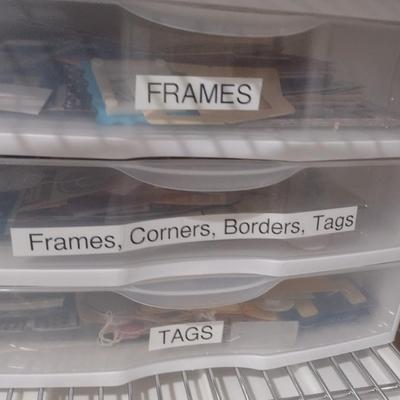 FRAMES
Frames, Corners, Borders, Tags
TAGS